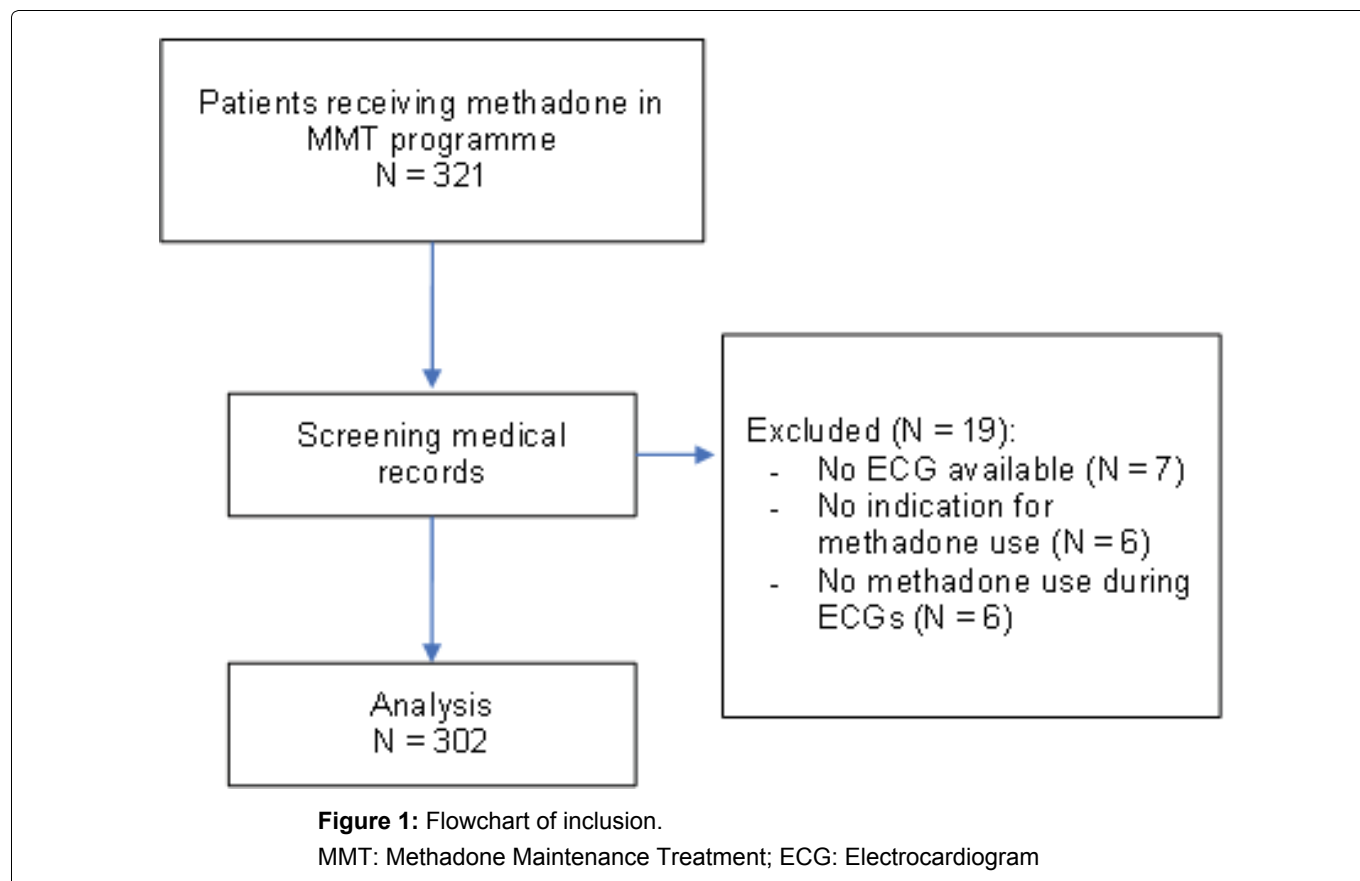 Patients receiving methadone in
MMT programme
N = 321
Screening medical
records
Excluded (N = 19):
- No ECG available (N = 7)
- No indication for
methadone use (N = 6)
- No methadone use during
ECGs (N = 6)
Analysis
N = 302
Figure 1: Flowchart of inclusion.
MMT: Methadone Maintenance Treatment; ECG: Electrocardiogram